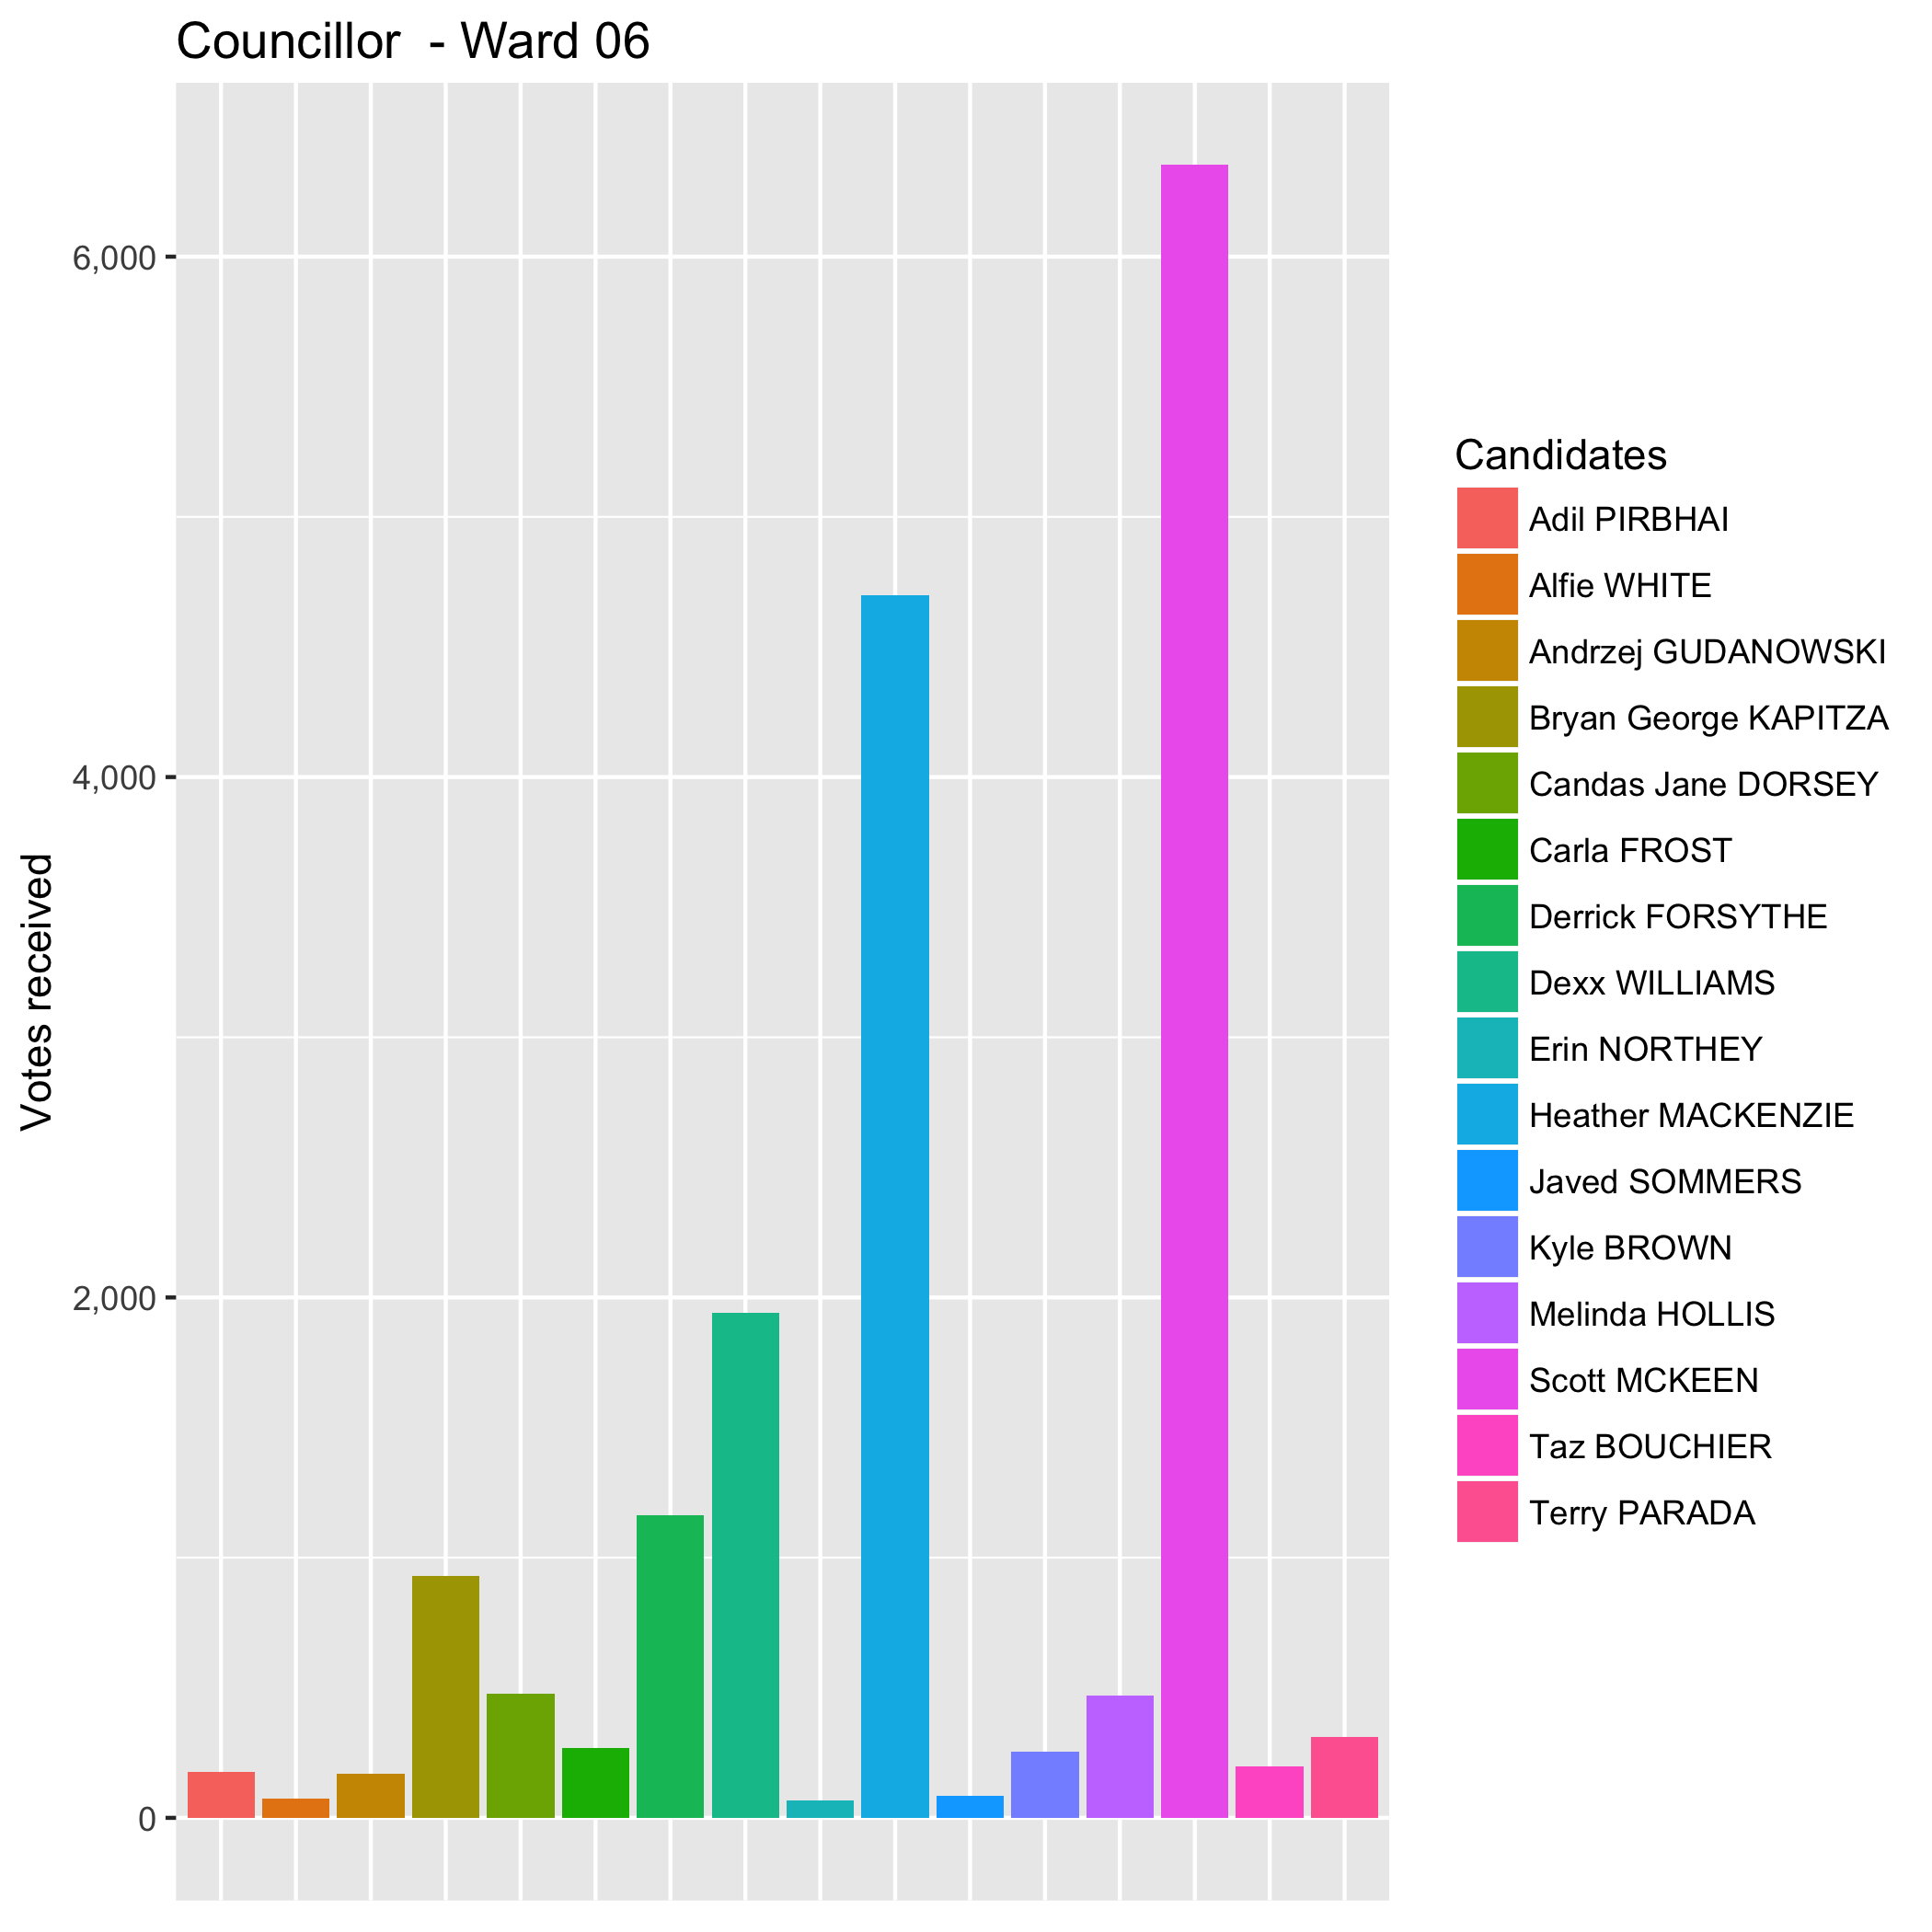 Councillor  - Ward 06
Votes received
6,000
4,000
2,000
0
Candidates
Adil PIRBHAI
Alfie WHITE
Andrzej GUDANOWSKI
Bryan George KAPITZA
Candas Jane DORSEY
Carla FROST
Derrick FORSYTHE
Dexx WILLIAMS
Erin NORTHEY
Heather MACKENZIE
Javed SOMMERS
Kyle BROWN
Melinda HOLLIS
Scott MCKEEN
Taz BOUCHIER
Terry PARADA